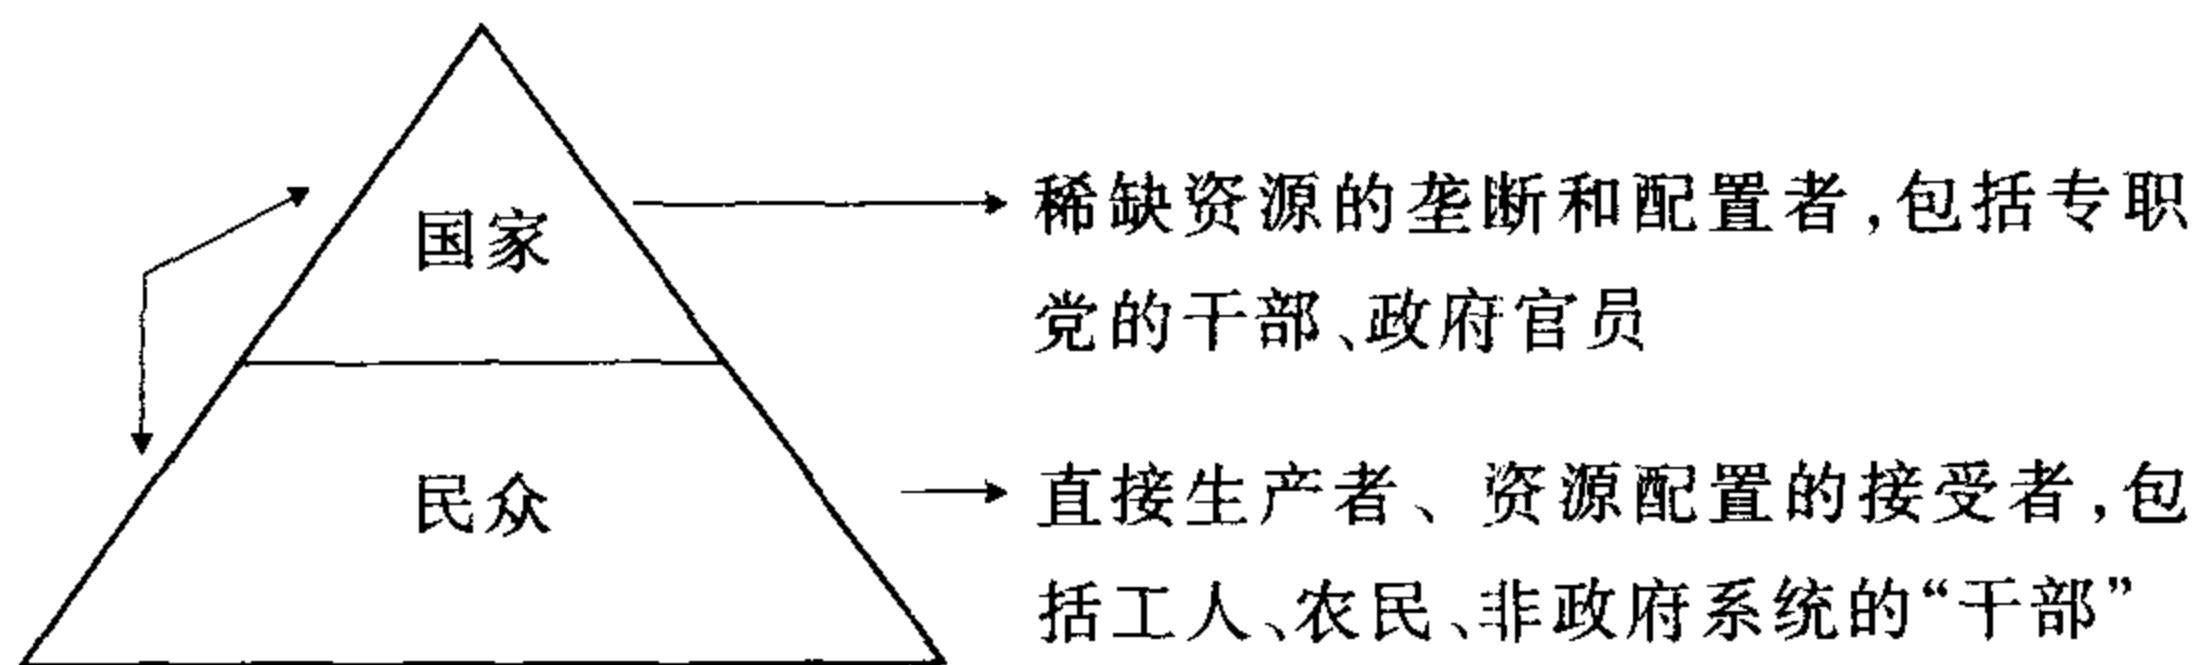 国家
稀缺资源的垄断和配置者,包括专职
党的干部、政府官员
民众
直接生产者、资源配置的接受者,包
括工人、农民、非政府系统的“干部”